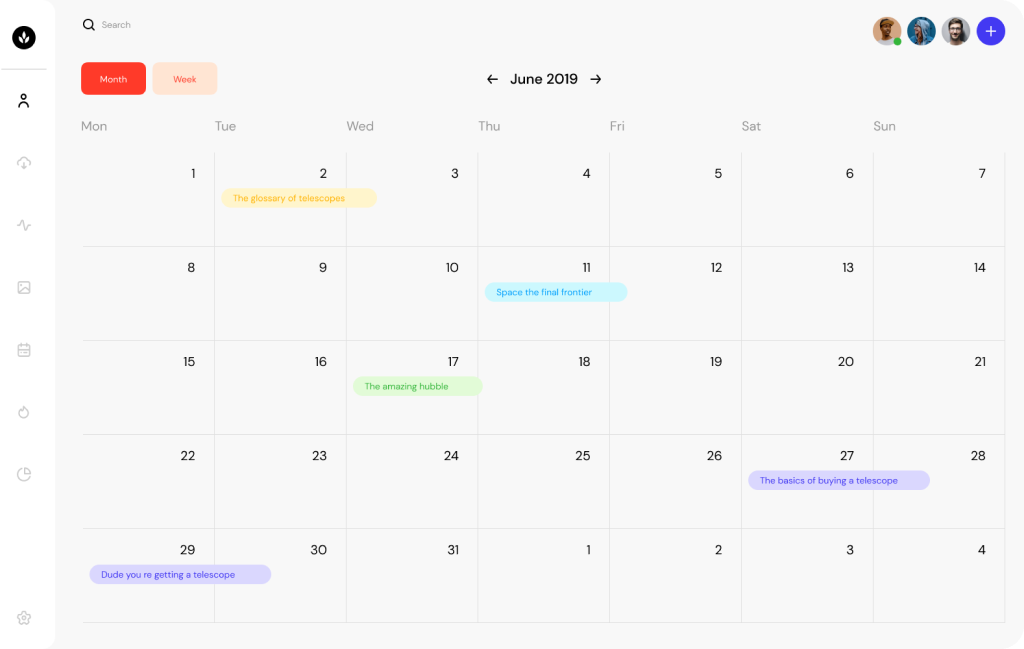 Search
Month
Week
June 2019
Mon Tue Wed Thu Fri Sat Sun
1 2 3 4 5 6 7
The glossary of telescopes
8 9 10 11 12 13 14
Space the final frontier
15 16 17 18 19 20 21
The amazing hubble
22 23 24 25 26 27 28
The basics of buying a telescope
29 30 31 1 2 3 4
Dude you re getting a telescope